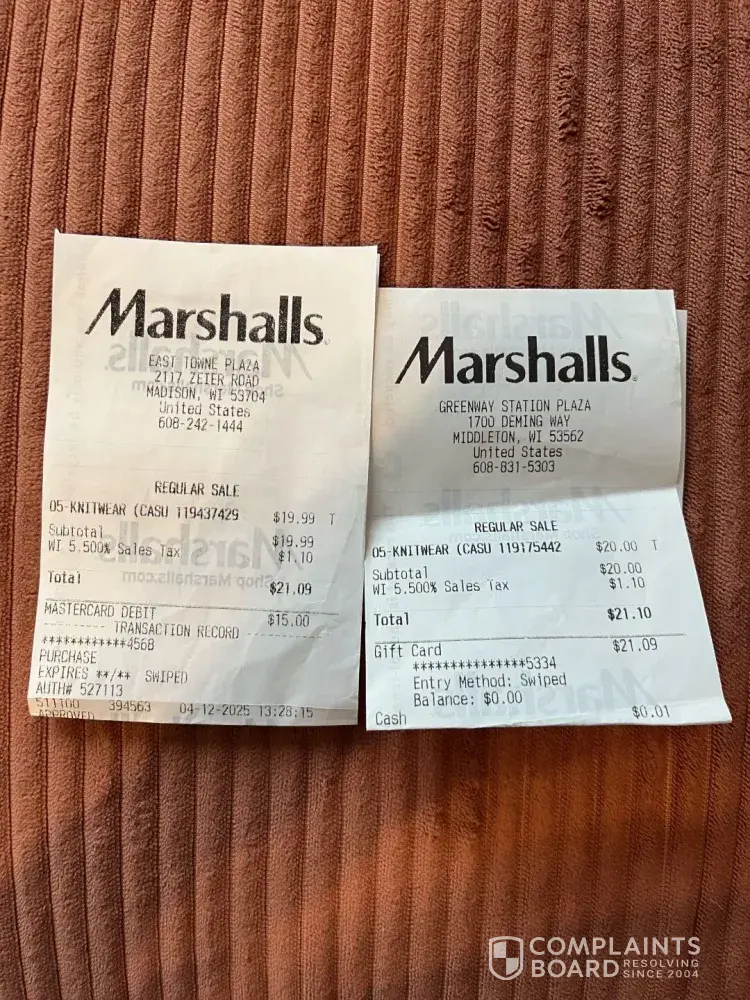 Marshalls.
EAST TOWNE PLAZA
2117 ZEIER ROAD
MADISON, WI 53704
United States
608-242-1444
REGULAR SALE
05-KNITWEAR (CASU 119437429 $19.99 T
Subtotal $19.99
WI 5.500% Sales Tax $1.10
Total $21.09
MASTERCARD DEBIT $15.00
---------- TRANSACTION RECORD ----------
************4568
PURCHASE
EXPIRES **/** SWIPED
AUTH# 527113
511100 394563 04-12-2025 13:28:15
APPROVED
Marshalls.
GREENWAY STATION PLAZA
1700 DEMING WAY
MIDDLETON, WI 53562
United States
608-831-5303
REGULAR SALE
05-KNITWEAR (CASU 119175442 $20.00 T
Subtotal $20.00
WI 5.500% Sales Tax $1.10
Total $21.10
Gift Card $21.09
***************5334
Entry Method: Swiped
Balance: $0.00
Cash $0.01
COMPLAINTS
BOARD RESOLVING
SINCE 2004